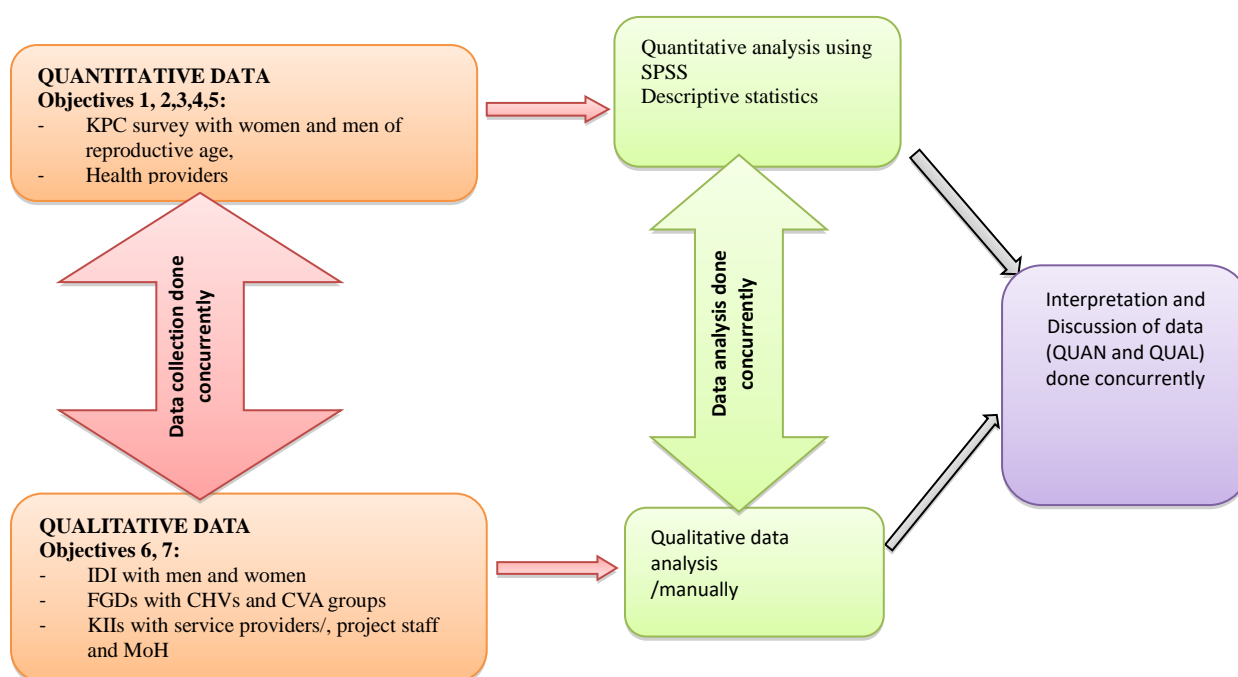 QUANTITATIVE DATA
Objectives 1, 2,3,4,5:
- KPC survey with women and men of
reproductive age,
- Health providers
Data collection done
concurrently
QUALITATIVE DATA
Objectives 6, 7:
- IDI with men and women
- FGDs with CHVs and CVA groups
- KIIs with service providers/, project staff
and MoH
Quantitative analysis using
SPSS
Descriptive statistics
Data analysis done
concurrently
Qualitative data
analysis
/manually
Interpretation and
Discussion of data
(QUAN and QUAL)
done concurrently